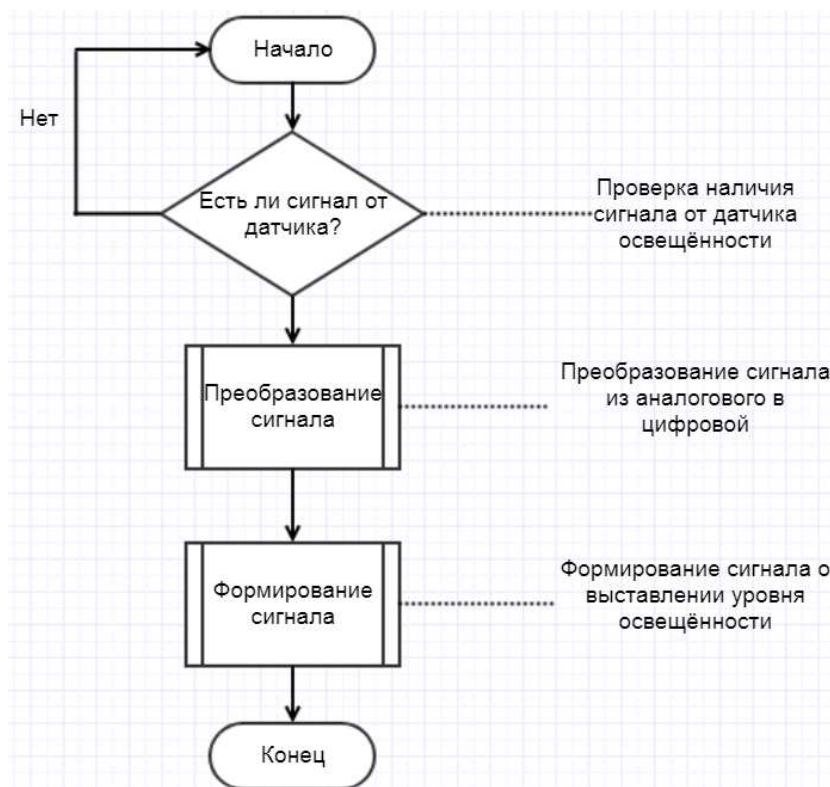 Начало
Нет
Есть ли сигнал от
датчика?
Проверка наличия
сигнала от датчика
освещённости
Преобразование
сигнала
Преобразование сигнала
из аналогового в
цифровой
Формирование
сигнала
Формирование сигнала о
выставлении уровня
освещённости
Конец